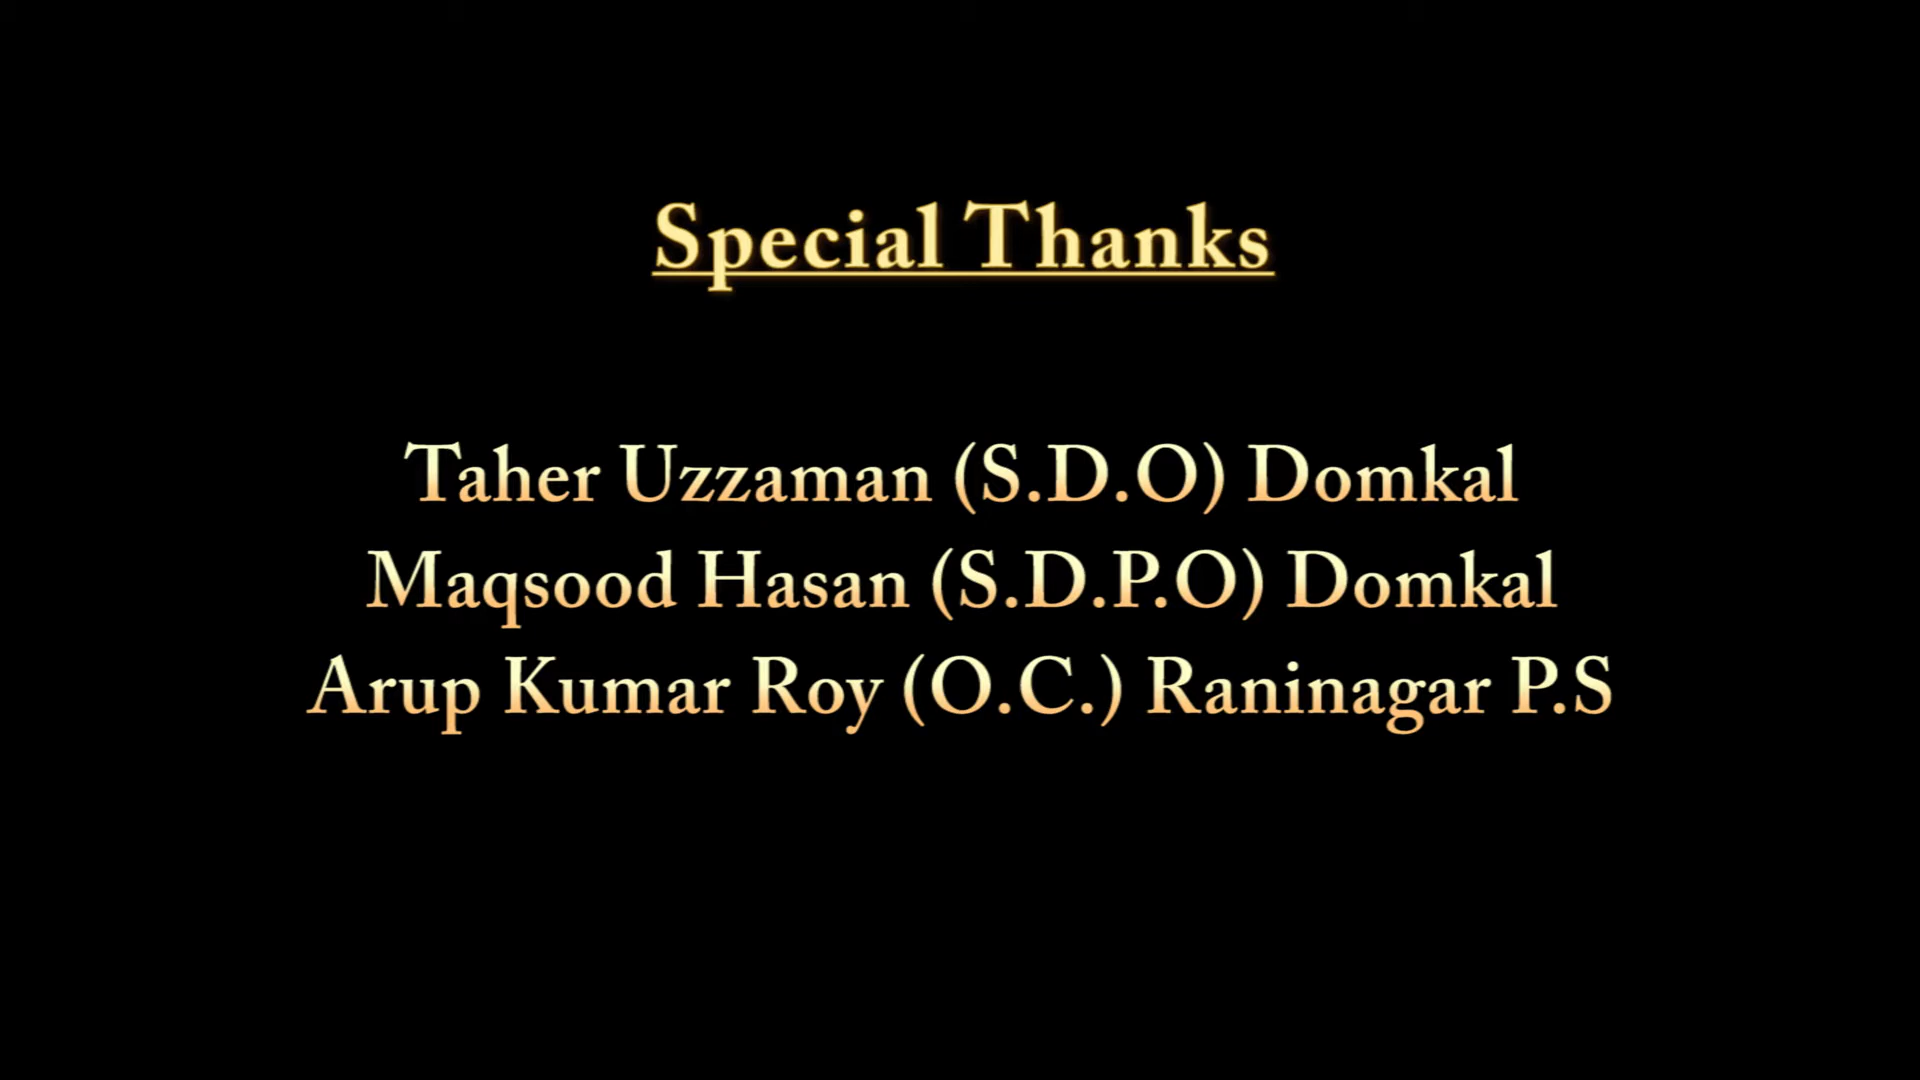 Special Thanks
Taher Uzzaman (S.D.O) Domkal
Maqsood Hasan (S.D.P.O) Domkal
Arup Kumar Roy (O.C.) Raninagar P.S